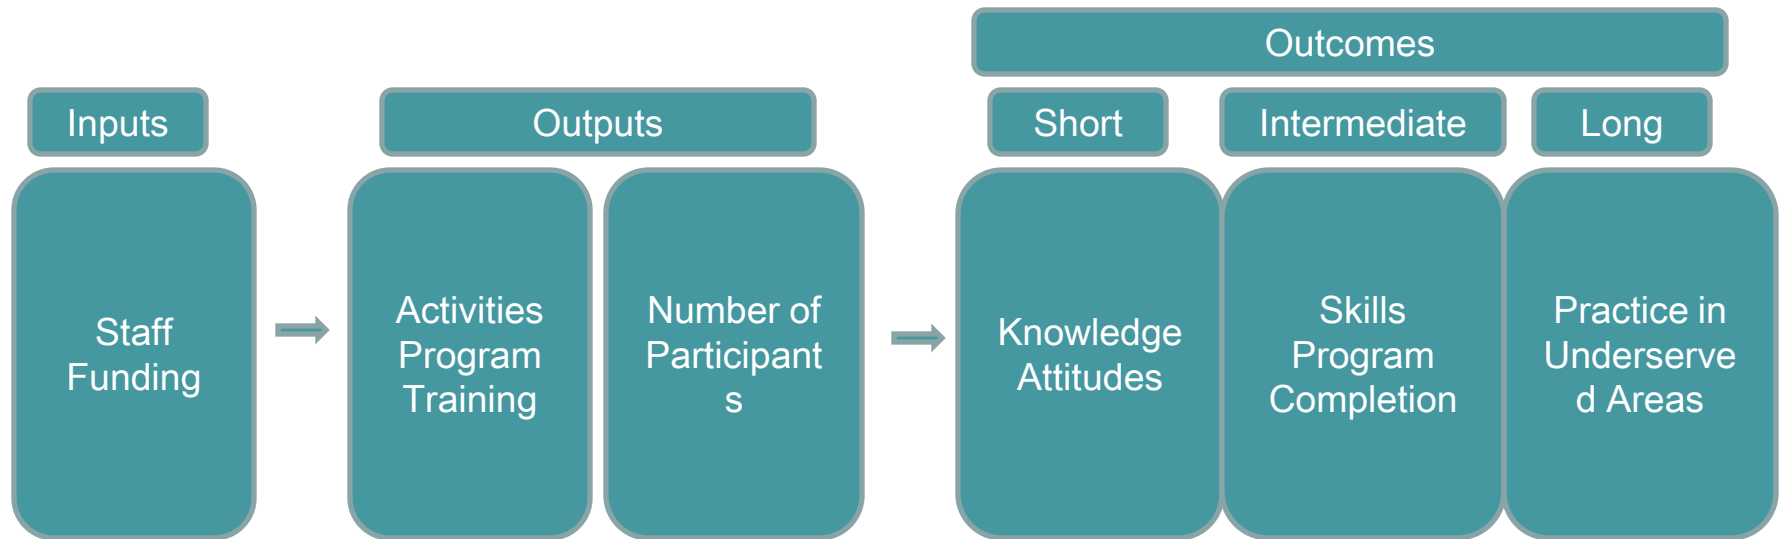 Outcomes
Inputs
Outputs
Short
Intermediate
Long
Staff
Funding
Activities
Program
Training
Number of
Participant
s
Knowledge
Attitudes
Skills
Program
Completion
Practice in
Underserve
d Areas